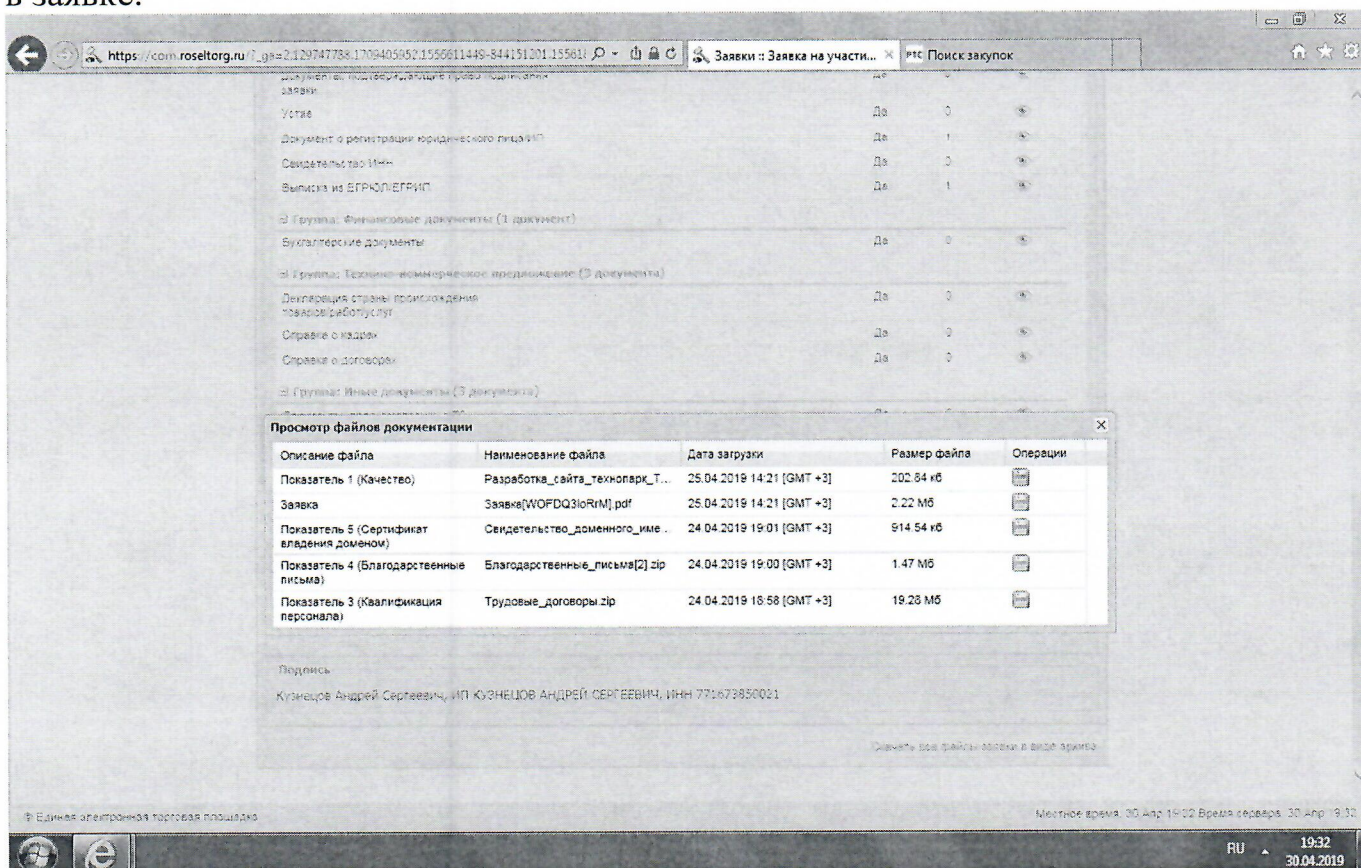 в заявке.
https://com.roseltorg.ru/?_ga=2.129747788.1709405952.1556611449-844151201.15561
Заявки :: Заявка на участи...
РТС Поиск закупок
Документы, подтверждающие право подписания
заявки
Устав Да 0
Документ о регистрации юридического лица/ИП Да 1
Свидетельство ИНН Да 0
Выписка из ЕГРЮЛ/ЕГРИП Да 1
Группа: Финансовые документы (1 документ)
Бухгалтерские документы Да 0
Группа: Технико-коммерческое предложение (3 документа)
Декларация страны происхождения Да 0
товаров/работ/услуг
Справка о кадрах Да 0
Справка о договорах Да 0
Группа: Иные документы (3 документа)
Просмотр файлов документации
Описание файла Наименование файла Дата загрузки Размер файла Операции
Показатель 1 (Качество) Разработка_сайта_технопарк_Т... 25.04.2019 14:21 [GMT +3] 202.84 кб
Заявка Заявка[WOFDQ3IoRrM].pdf 25.04.2019 14:21 [GMT +3] 2.22 Мб
Показатель 5 (Сертификат Свидетельство_доменного_име... 24.04.2019 19:01 [GMT +3] 914.54 кб
владения доменом)
Показатель 4 (Благодарственные Благодарственные_письма[2].zip 24.04.2019 19:00 [GMT +3] 1.47 Мб
письма)
Показатель 3 (Квалификация Трудовые_договоры.zip 24.04.2019 18:58 [GMT +3] 19.28 Мб
персонала)
Подпись
Кузнецов Андрей Сергеевич, ИП КУЗНЕЦОВ АНДРЕЙ СЕРГЕЕВИЧ, ИНН 771673850021
Скачать все файлы заявки в виде архива
© Единая электронная торговая площадка
Местное время: 30 Апр 19:32 Время сервера: 30 Апр 19:32
RU 19:32
30.04.2019